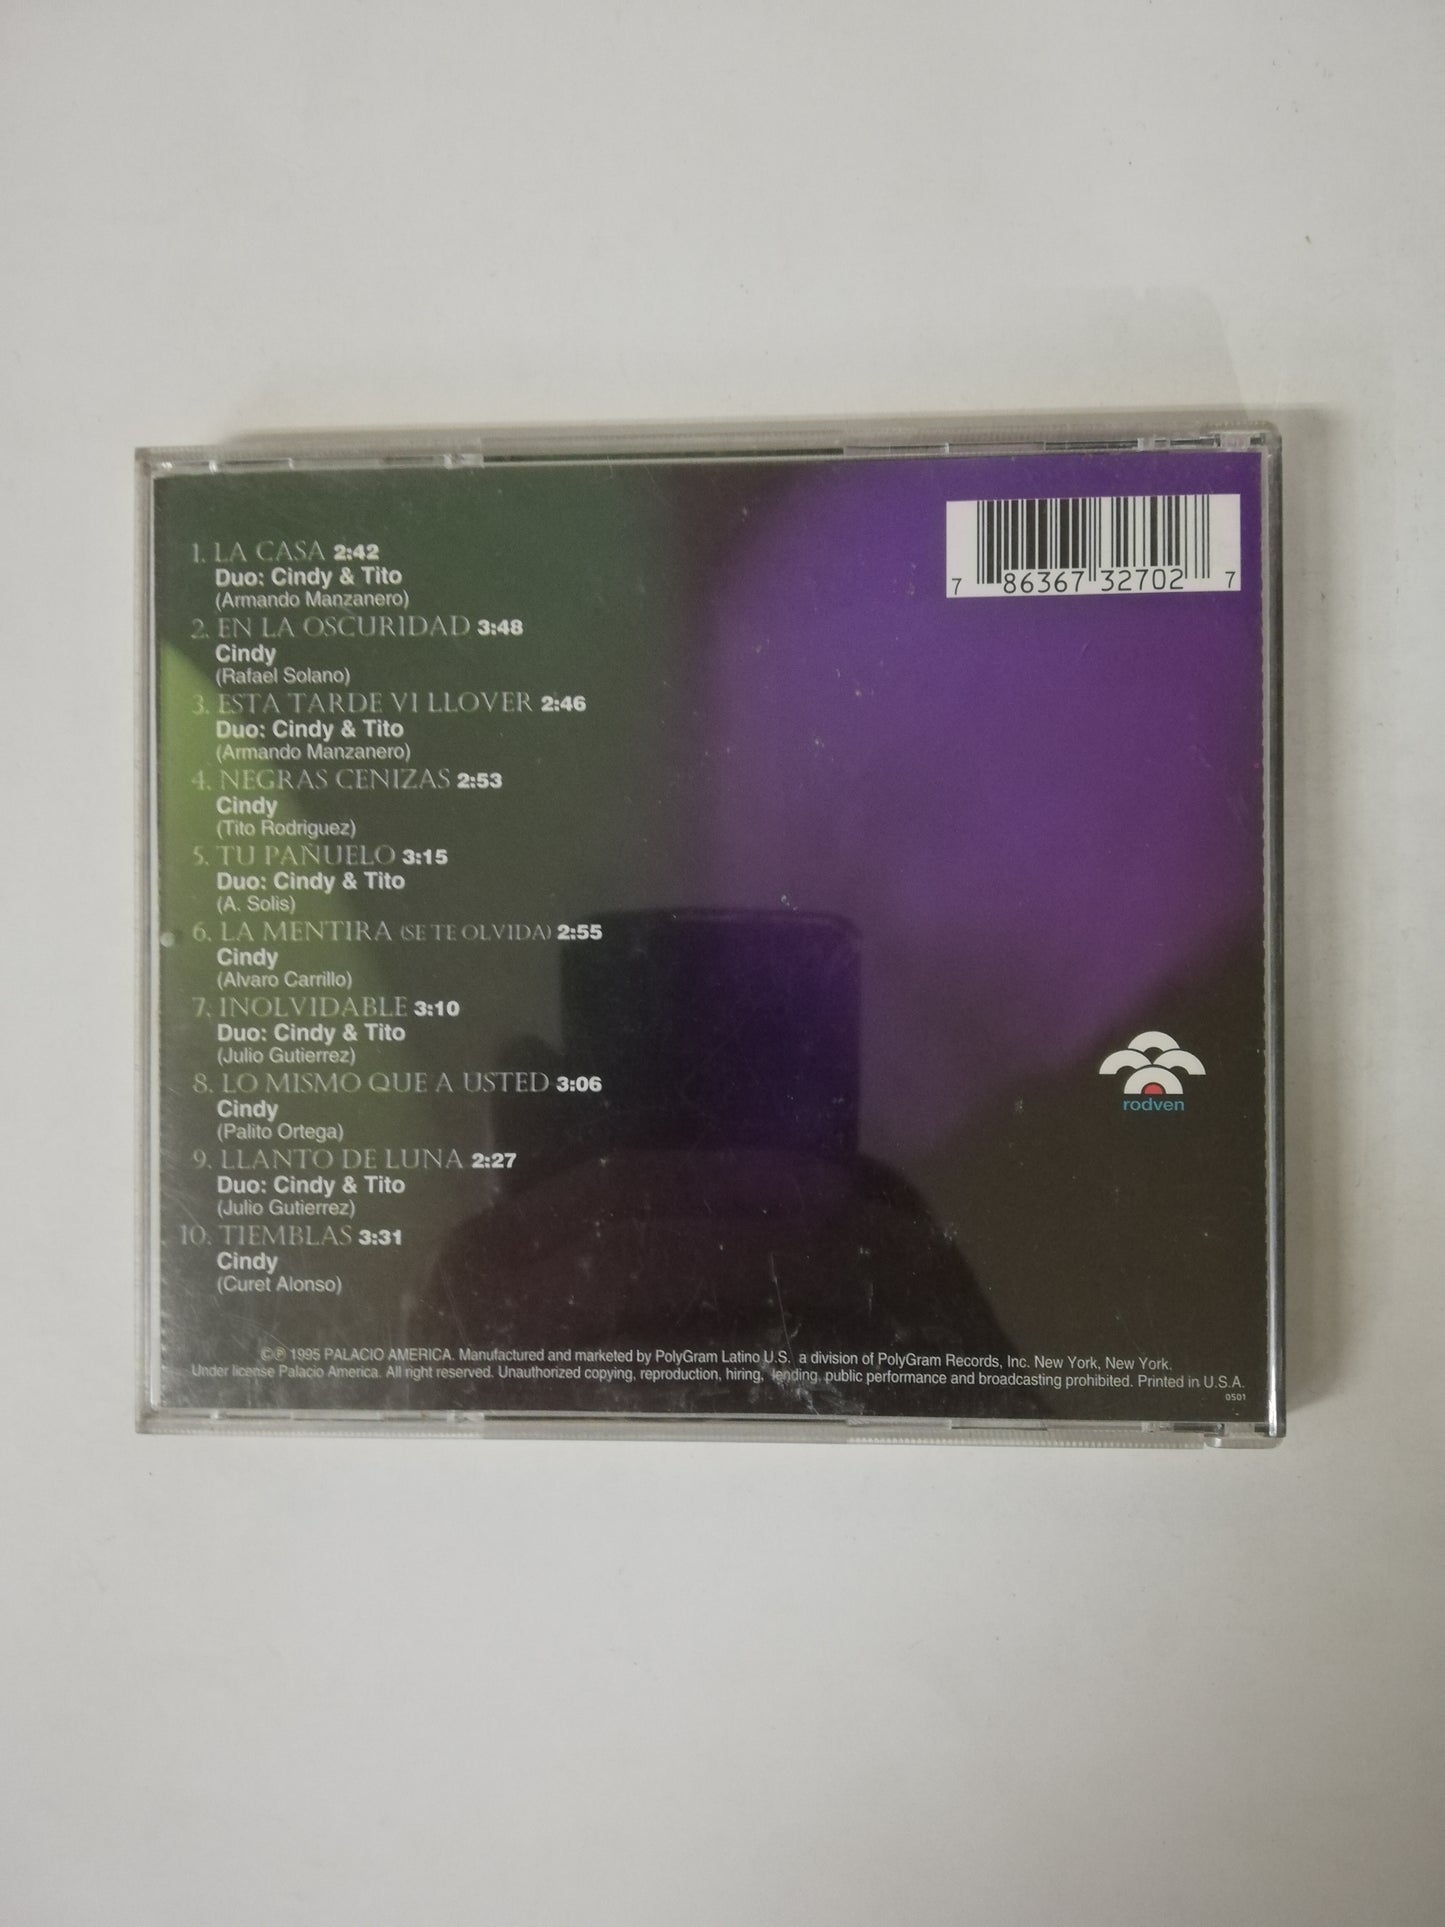 1. LA CASA 2:42
Duo: Cindy & Tito
(Armando Manzanero)
2. EN LA OSCURIDAD 3:48
Cindy
(Rafael Solano)
3. ESTA TARDE VI LLOVER 2:46
Duo: Cindy & Tito
(Armando Manzanero)
4. NEGRAS CENIZAS 2:53
Cindy
(Tito Rodriguez)
5. TU PAÑUELO 3:15
Duo: Cindy & Tito
(A. Solis)
6. LA MENTIRA (SE TE OLVIDA) 2:55
Cindy
(Alvaro Carrillo)
7. INOLVIDABLE 3:10
Duo: Cindy & Tito
(Julio Gutierrez)
8. LO MISMO QUE A USTED 3:06
Cindy
(Palito Ortega)
9. LLANTO DE LUNA 2:27
Duo: Cindy & Tito
(Julio Gutierrez)
10. TIEMBLAS 3:31
Cindy
(Curet Alonso)
7 86367 32702 7
rodven
©℗ 1995 PALACIO AMERICA. Manufactured and marketed by PolyGram Latino U.S. a division of PolyGram Records, Inc. New York, New York.
Under license Palacio America. All right reserved. Unauthorized copying, reproduction, hiring, lending, public performance and broadcasting prohibited. Printed in U.S.A.
0501